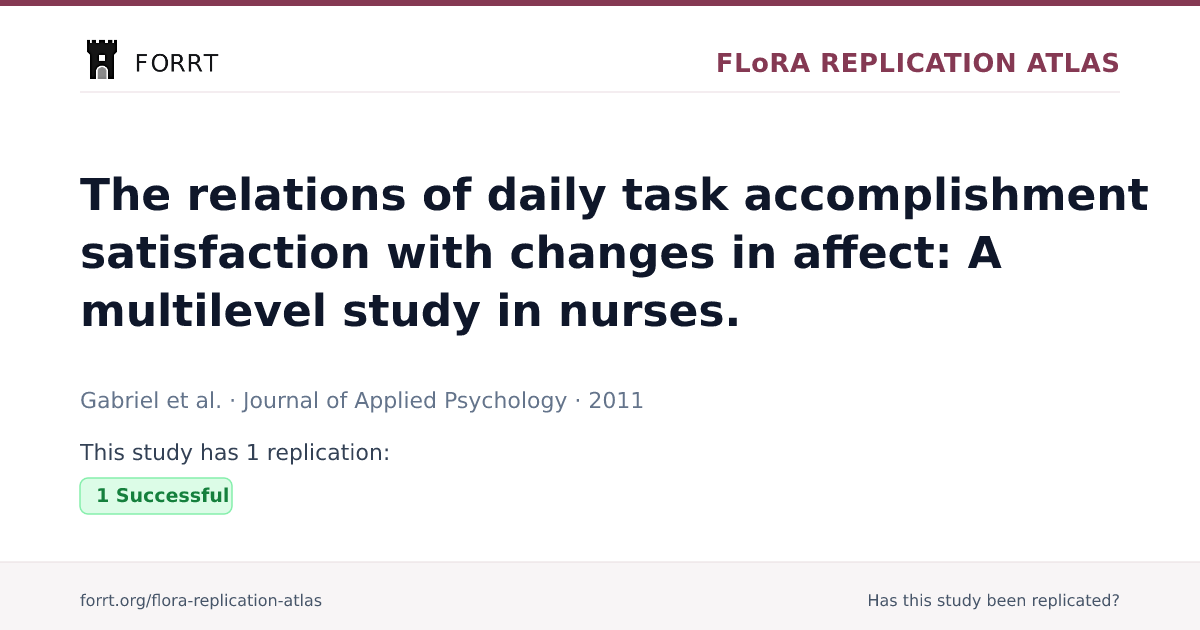 FORRT
FLoRA REPLICATION ATLAS
The relations of daily task accomplishment
satisfaction with changes in affect: A
multilevel study in nurses.
Gabriel et al. · Journal of Applied Psychology · 2011
This study has 1 replication:
1 Successful
forrt.org/flora-replication-atlas
Has this study been replicated?